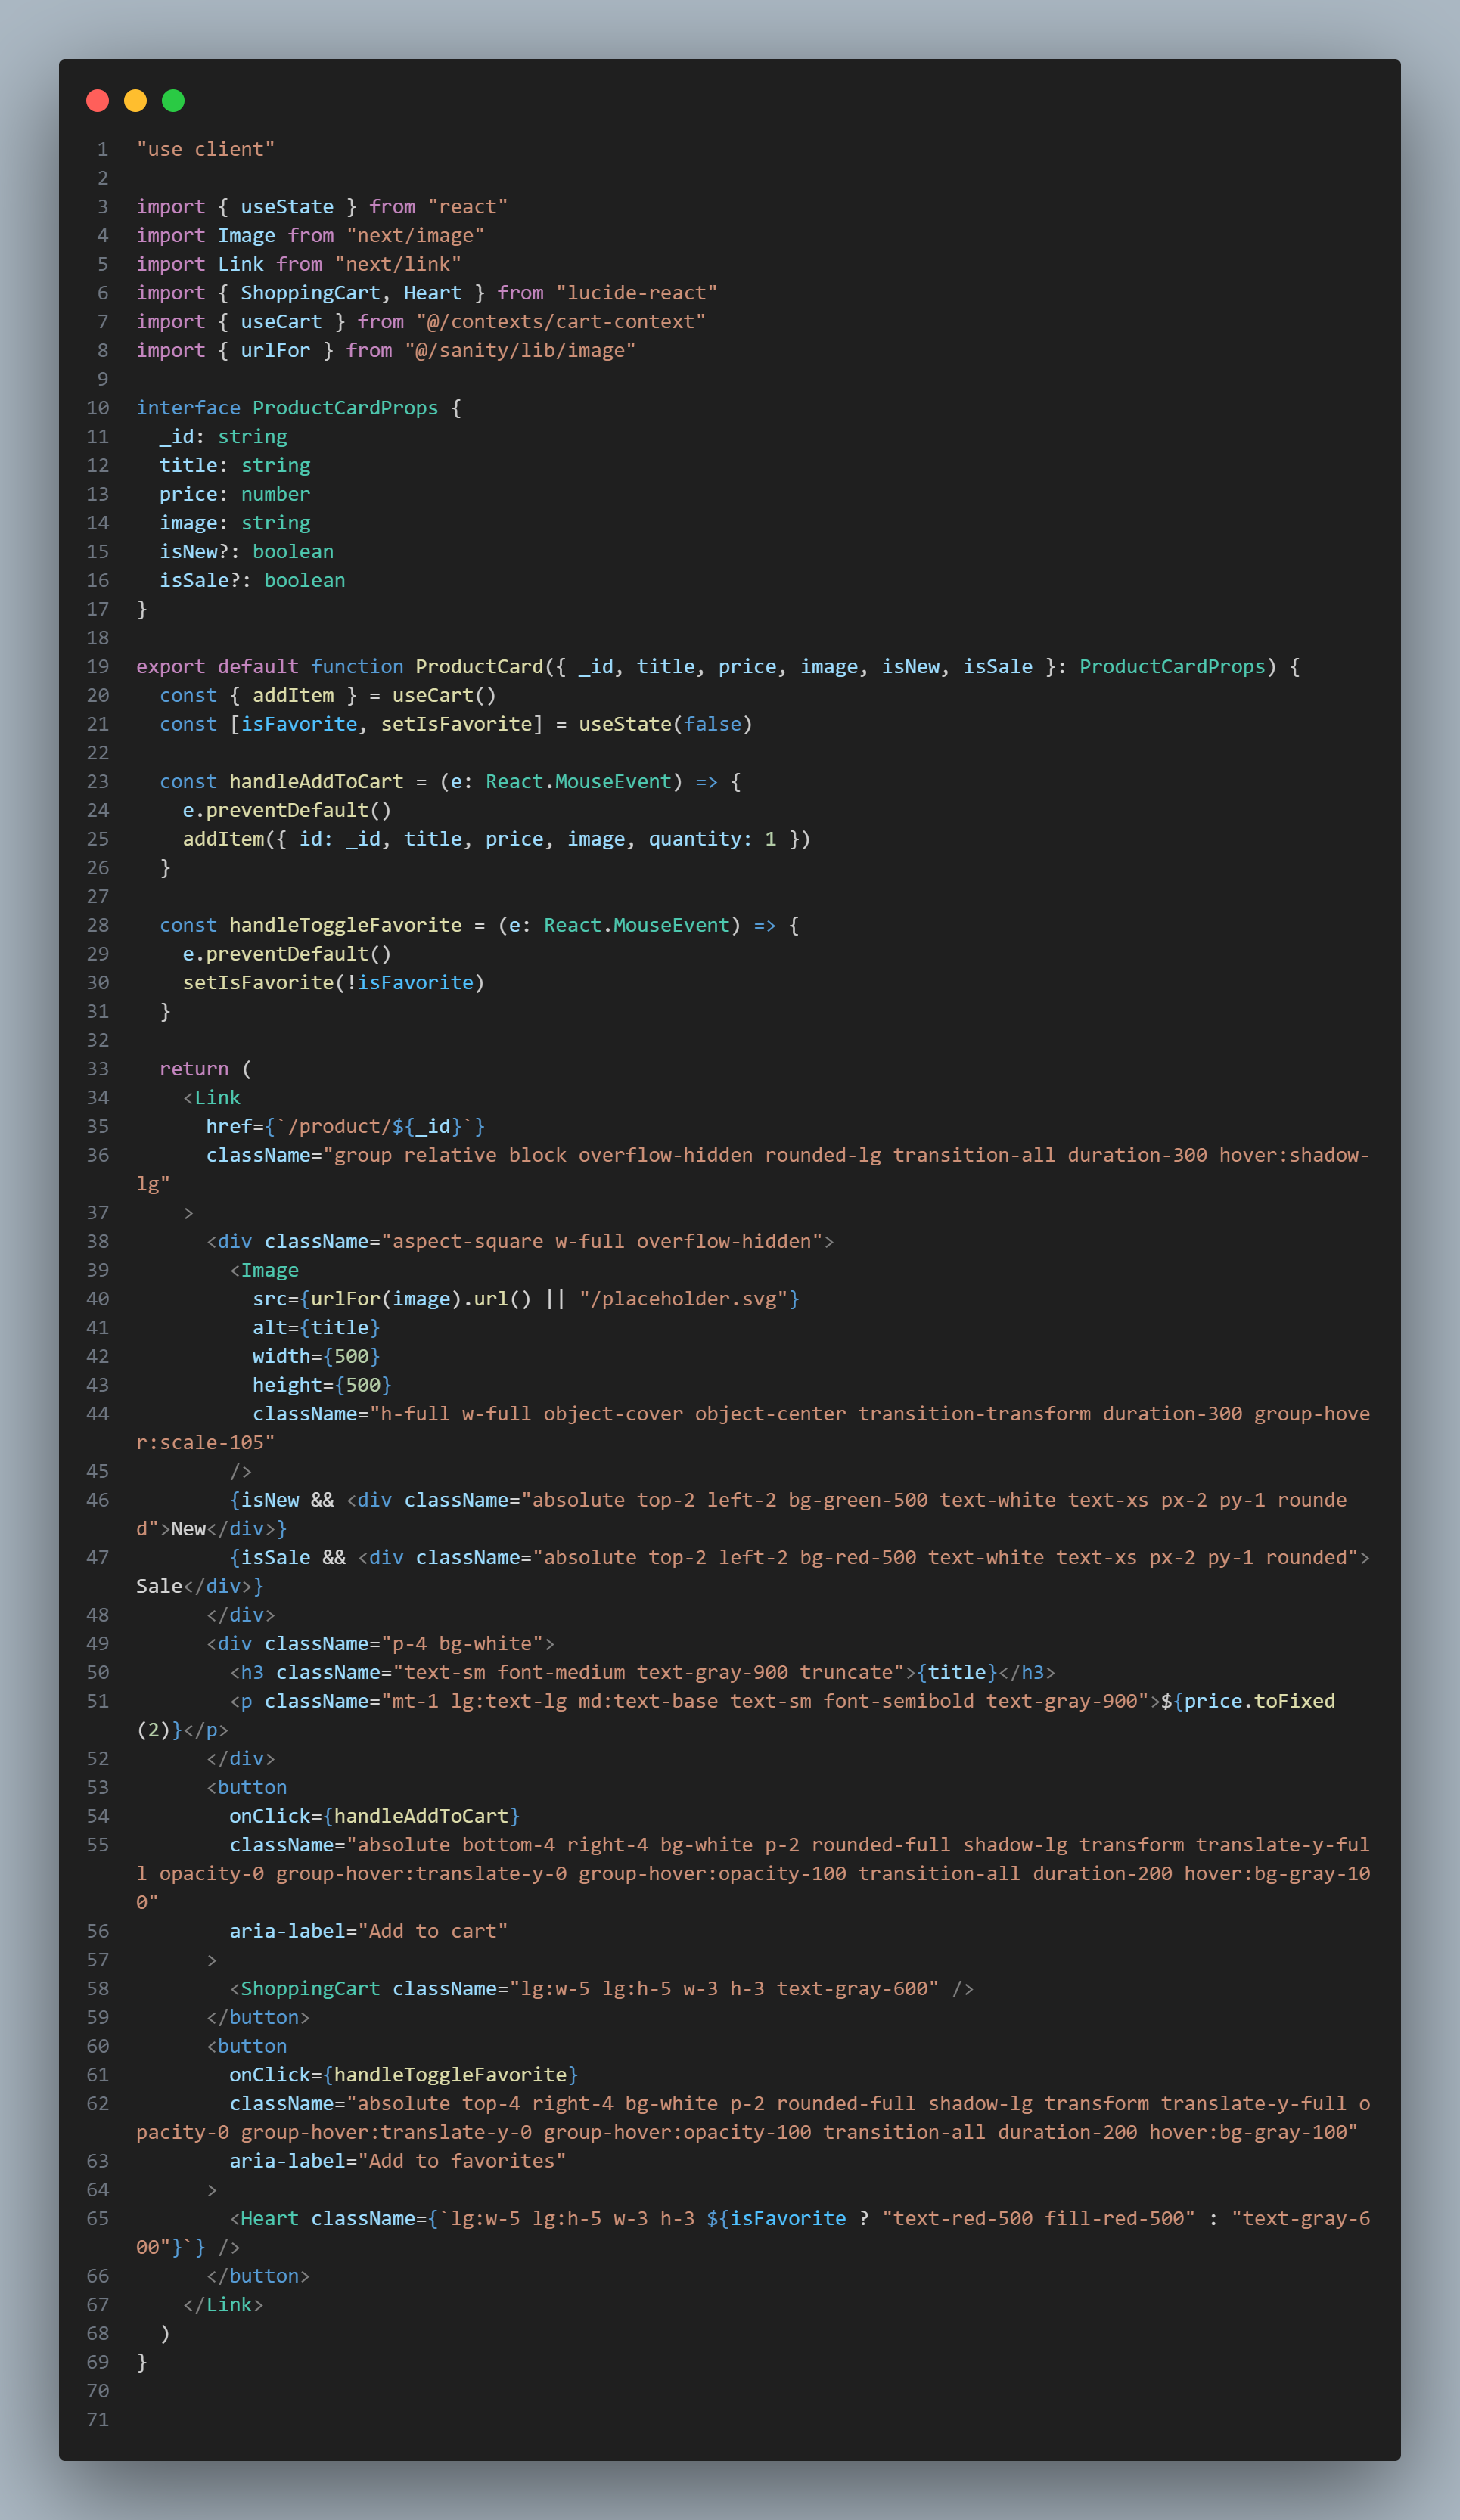 1 "use client"
2
3 import { useState } from "react"
4 import Image from "next/image"
5 import Link from "next/link"
6 import { ShoppingCart, Heart } from "lucide-react"
7 import { useCart } from "@/contexts/cart-context"
8 import { urlFor } from "@/sanity/lib/image"
9
10 interface ProductCardProps {
11   _id: string
12   title: string
13   price: number
14   image: string
15   isNew?: boolean
16   isSale?: boolean
17 }
18
19 export default function ProductCard({ _id, title, price, image, isNew, isSale }: ProductCardProps) {
20   const { addItem } = useCart()
21   const [isFavorite, setIsFavorite] = useState(false)
22
23   const handleAddToCart = (e: React.MouseEvent) => {
24     e.preventDefault()
25     addItem({ id: _id, title, price, image, quantity: 1 })
26   }
27
28   const handleToggleFavorite = (e: React.MouseEvent) => {
29     e.preventDefault()
30     setIsFavorite(!isFavorite)
31   }
32
33   return (
34     <Link
35       href={`/product/${_id}`}
36       className="group relative block overflow-hidden rounded-lg transition-all duration-300 hover:shadow-
lg"
37     >
38       <div className="aspect-square w-full overflow-hidden">
39         <Image
40           src={urlFor(image).url() || "/placeholder.svg"}
41           alt={title}
42           width={500}
43           height={500}
44           className="h-full w-full object-cover object-center transition-transform duration-300 group-hove
r:scale-105"
45         />
46         {isNew && <div className="absolute top-2 left-2 bg-green-500 text-white text-xs px-2 py-1 rounde
d">New</div>}
47         {isSale && <div className="absolute top-2 left-2 bg-red-500 text-white text-xs px-2 py-1 rounded">
Sale</div>}
48       </div>
49       <div className="p-4 bg-white">
50         <h3 className="text-sm font-medium text-gray-900 truncate">{title}</h3>
51         <p className="mt-1 lg:text-lg md:text-base text-sm font-semibold text-gray-900">${price.toFixed
(2)}</p>
52       </div>
53       <button
54         onClick={handleAddToCart}
55         className="absolute bottom-4 right-4 bg-white p-2 rounded-full shadow-lg transform translate-y-ful
l opacity-0 group-hover:translate-y-0 group-hover:opacity-100 transition-all duration-200 hover:bg-gray-10
0"
56         aria-label="Add to cart"
57       >
58         <ShoppingCart className="lg:w-5 lg:h-5 w-3 h-3 text-gray-600" />
59       </button>
60       <button
61         onClick={handleToggleFavorite}
62         className="absolute top-4 right-4 bg-white p-2 rounded-full shadow-lg transform translate-y-full o
pacity-0 group-hover:translate-y-0 group-hover:opacity-100 transition-all duration-200 hover:bg-gray-100"
63         aria-label="Add to favorites"
64       >
65         <Heart className={`lg:w-5 lg:h-5 w-3 h-3 ${isFavorite ? "text-red-500 fill-red-500" : "text-gray-6
00"}`} />
66       </button>
67     </Link>
68   )
69 }
70
71